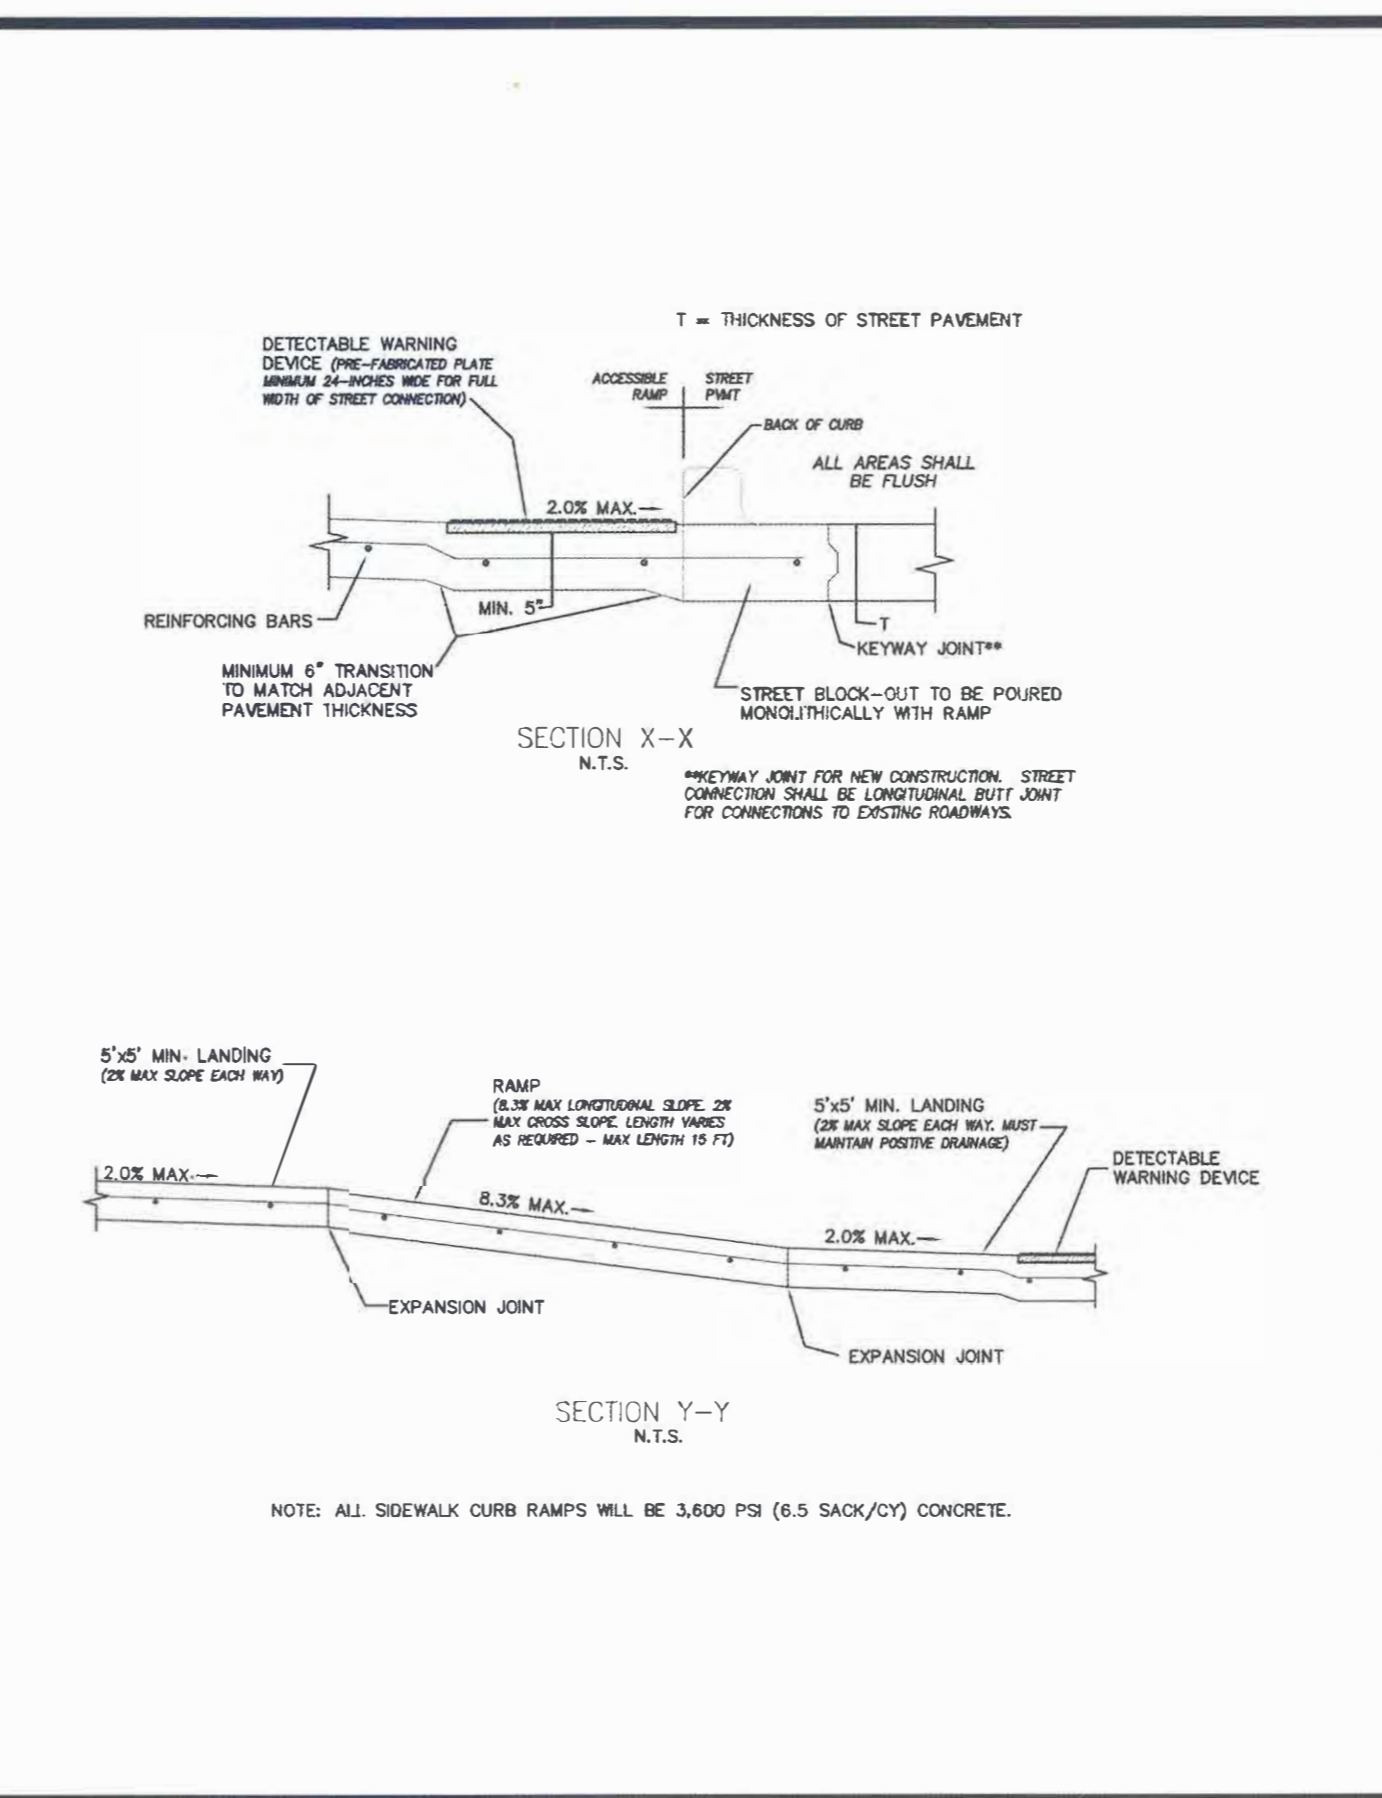 T = THICKNESS OF STREET PAVEMENT
DETECTABLE WARNING
DEVICE (PRE-FABRICATED PLATE
MINIMUM 24-INCHES WIDE FOR FULL
WIDTH OF STREET CONNECTION)
ACCESSIBLE
RAMP
STREET
PVMT
BACK OF CURB
ALL AREAS SHALL
BE FLUSH
2.0% MAX.
MIN. 5"
REINFORCING BARS
T
KEYWAY JOINT**
MINIMUM 6" TRANSITION
TO MATCH ADJACENT
PAVEMENT THICKNESS
STREET BLOCK-OUT TO BE POURED
MONOLITHICALLY WITH RAMP
SECTION X-X
N.T.S.
**KEYWAY JOINT FOR NEW CONSTRUCTION. STREET
CONNECTION SHALL BE LONGITUDINAL BUTT JOINT
FOR CONNECTIONS TO EXISTING ROADWAYS.
5'x5' MIN. LANDING
(2% MAX SLOPE EACH WAY)
RAMP
(8.3% MAX LONGITUDINAL SLOPE. 2%
MAX CROSS SLOPE. LENGTH VARIES
AS REQUIRED - MAX LENGTH 15 FT)
5'x5' MIN. LANDING
(2% MAX SLOPE EACH WAY. MUST
MAINTAIN POSITIVE DRAINAGE)
DETECTABLE
WARNING DEVICE
2.0% MAX.
8.3% MAX.
2.0% MAX.
EXPANSION JOINT
EXPANSION JOINT
SECTION Y-Y
N.T.S.
NOTE: ALL SIDEWALK CURB RAMPS WILL BE 3,600 PSI (6.5 SACK/CY) CONCRETE.